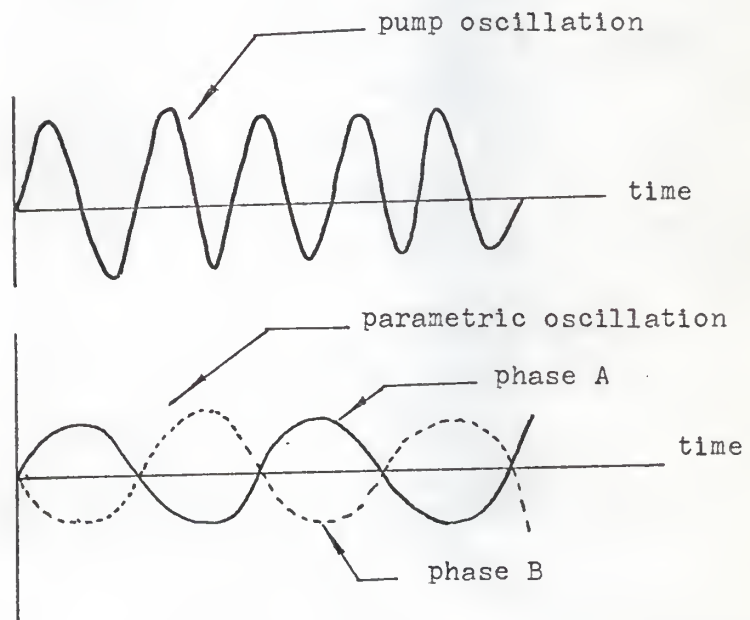 pump oscillation
time
parametric oscillation
phase A
time
phase B